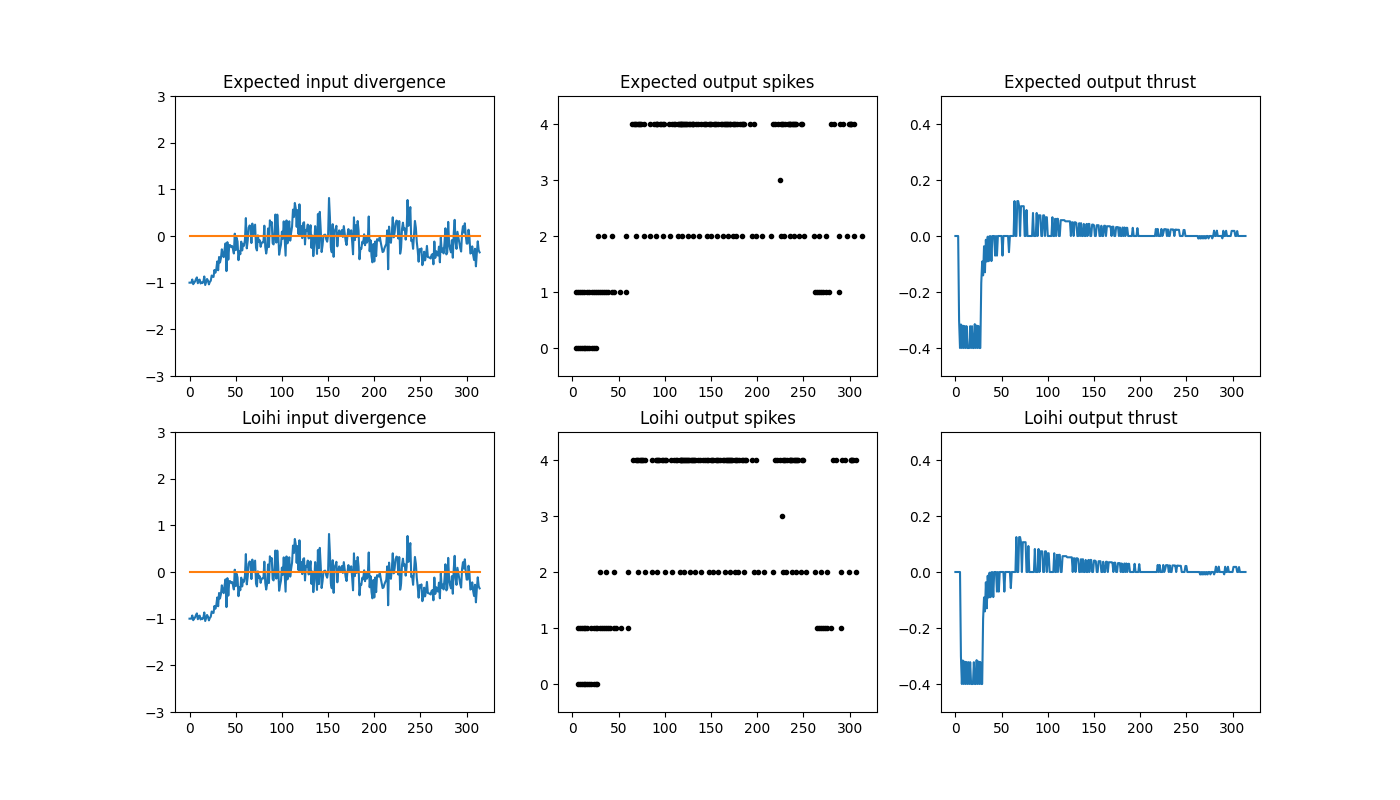 Expected input divergence
3
2
1
0
−1
−2
−3
0 50 100 150 200 250 300
Expected output spikes
4
3
2
1
0
0 50 100 150 200 250 300
Expected output thrust
0.4
0.2
0.0
−0.2
−0.4
0 50 100 150 200 250 300
Loihi input divergence
3
2
1
0
−1
−2
−3
0 50 100 150 200 250 300
Loihi output spikes
4
3
2
1
0
0 50 100 150 200 250 300
Loihi output thrust
0.4
0.2
0.0
−0.2
−0.4
0 50 100 150 200 250 300